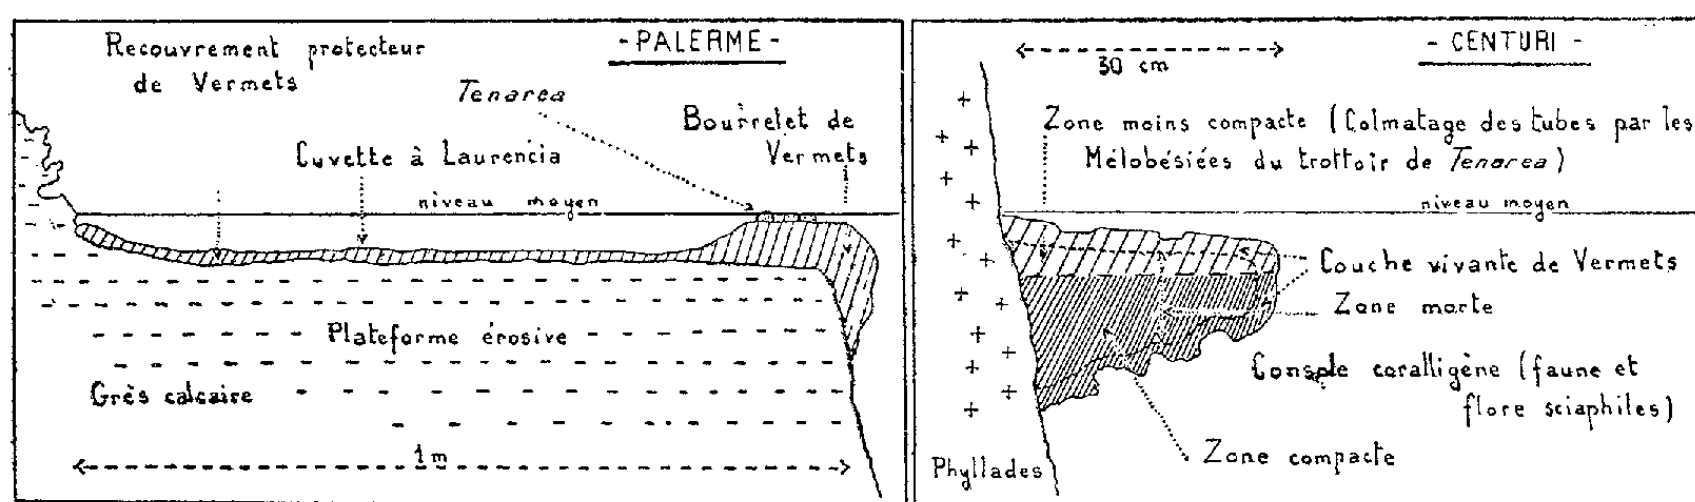 - PALERME -
Recouvrement protecteur
de Vermets
Tenarea
Bourrelet de
Vermets
Cuvette à Laurencia
niveau moyen
Plateforme érosive
Grès calcaire
1 m
- CENTURI -
30 cm
Zone moins compacte (Colmatage des tubes par les
Mélobésiées du trottoir de Tenarea)
niveau moyen
Couche vivante de Vermets
Zone morte
Console coralligène (faune et
flore sciaphiles)
Zone compacte
Phyllades